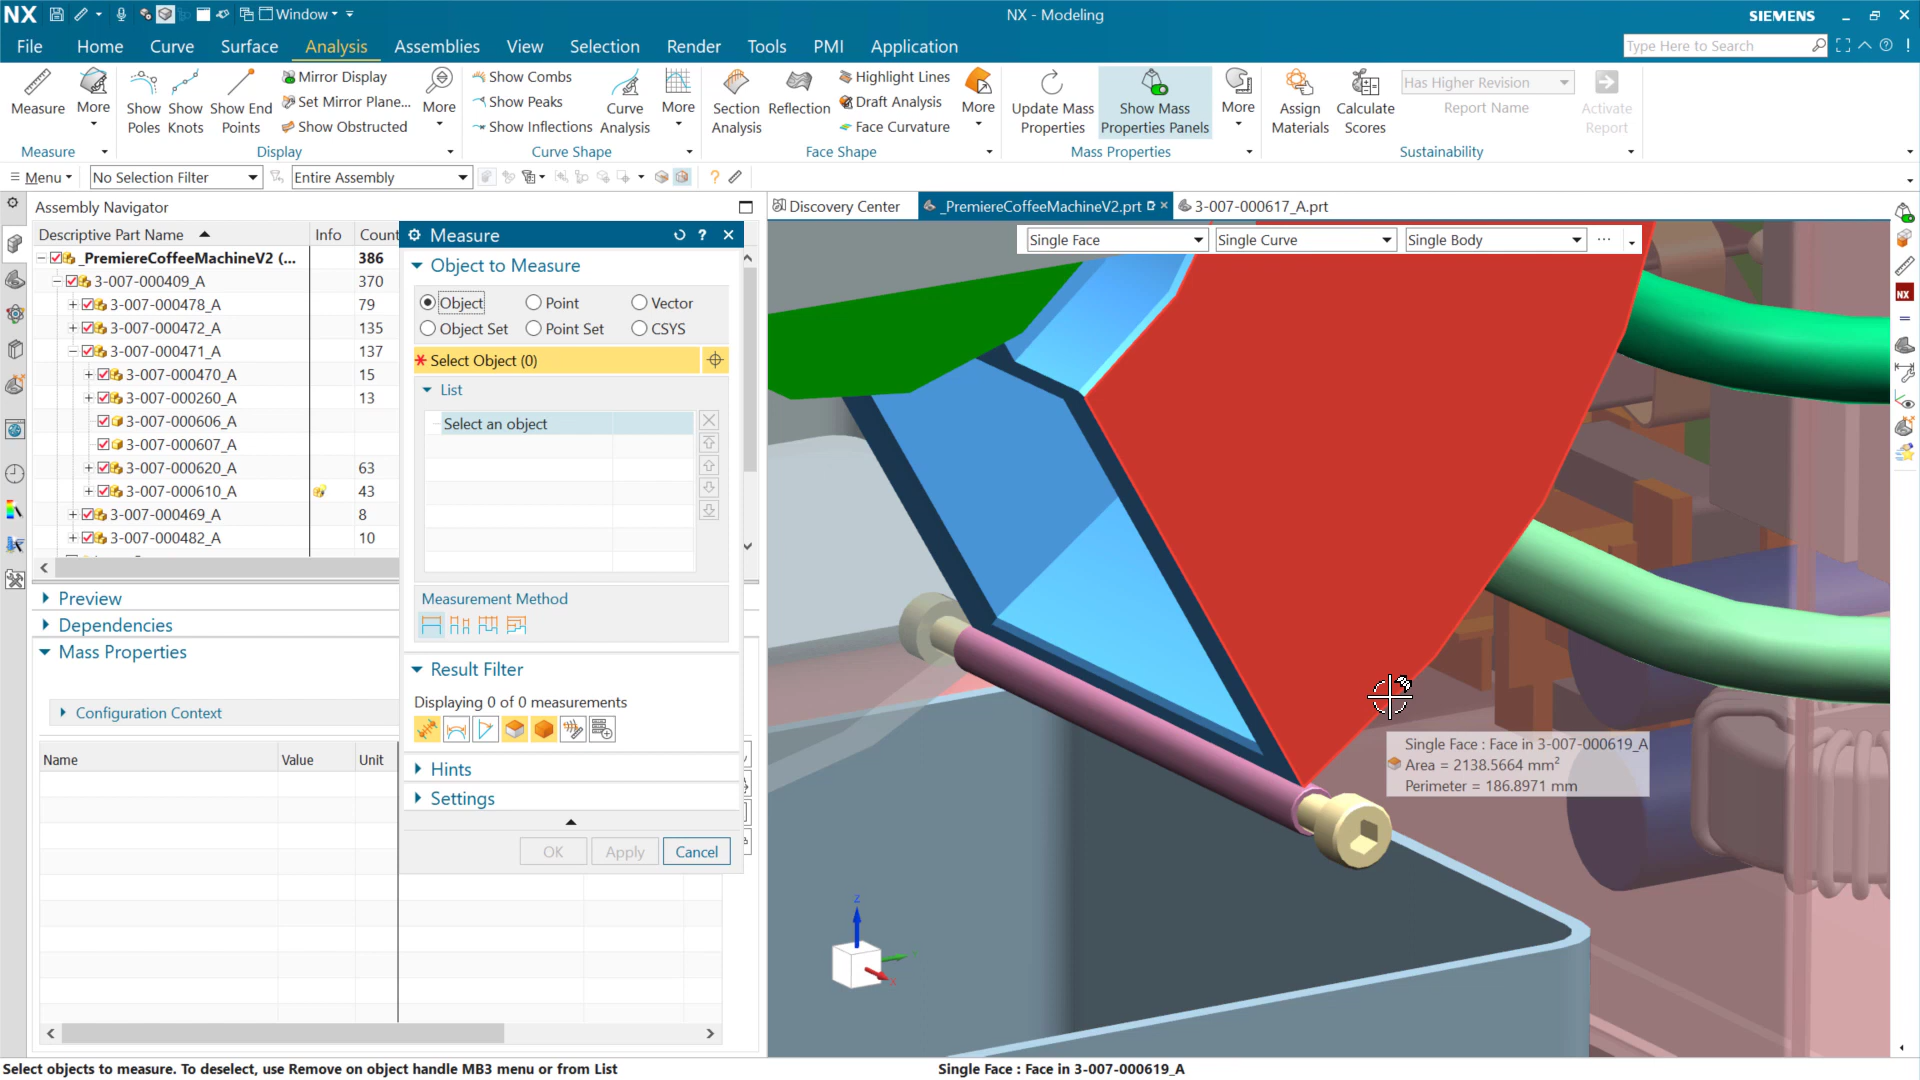 NX
Window
NX - Modeling
SIEMENS
File
Home
Curve
Surface
Analysis
Assemblies
View
Selection
Render
Tools
PMI
Application
Type Here to Search
Measure
More
Show Poles
Show Knots
Show End Points
Mirror Display
Set Mirror Plane...
Show Obstructed
More
Show Combs
Show Peaks
Show Inflections
Curve Analysis
More
Section Analysis
Reflection
Highlight Lines
Draft Analysis
Face Curvature
More
Update Mass Properties
Show Mass Properties Panels
More
Assign Materials
Calculate Scores
Has Higher Revision
Report Name
Activate Report
Measure
Display
Curve Shape
Face Shape
Mass Properties
Sustainability
Menu
No Selection Filter
Entire Assembly
Assembly Navigator
Discovery Center
_PremiereCoffeeMachineV2.prt
3-007-000617_A.prt
Descriptive Part Name
Info
Count
_PremiereCoffeeMachineV2 (...
386
3-007-000409_A
370
3-007-000478_A
79
3-007-000472_A
135
3-007-000471_A
137
3-007-000470_A
15
3-007-000260_A
13
3-007-000606_A
3-007-000607_A
3-007-000620_A
63
3-007-000610_A
43
3-007-000469_A
8
3-007-000482_A
10
Preview
Dependencies
Mass Properties
Configuration Context
Name
Value
Unit
Measure
Object to Measure
Object
Point
Vector
Object Set
Point Set
CSYS
* Select Object (0)
List
Select an object
Measurement Method
Result Filter
Displaying 0 of 0 measurements
Hints
Settings
OK
Apply
Cancel
Single Face
Single Curve
Single Body
NX
Single Face : Face in 3-007-000619_A
Area = 2138.5664 mm²
Perimeter = 186.8971 mm
Z
Select objects to measure. To deselect, use Remove on object handle MB3 menu or from List
Single Face : Face in 3-007-000619_A